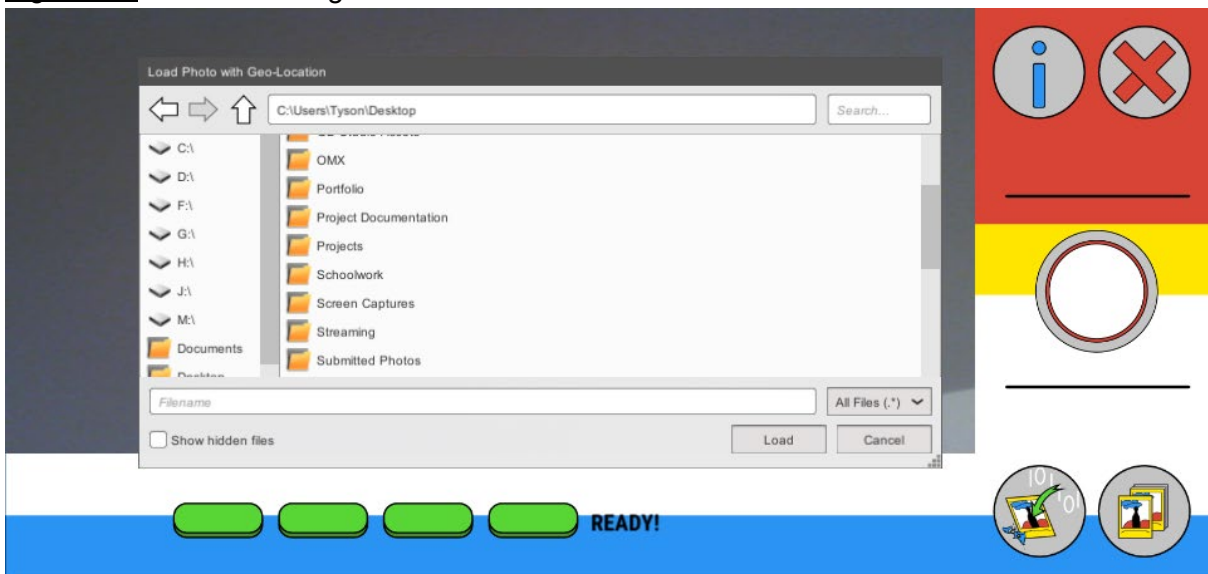 Load Photo with Geo-Location
C:\Users\Tyson\Desktop
Search...
C:\
D:\
F:\
G:\
H:\
J:\
M:\
Documents
Desktop
OMX
Portfolio
Project Documentation
Projects
Schoolwork
Screen Captures
Streaming
Submitted Photos
Filename
All Files (.*)
Show hidden files
Load
Cancel
READY!